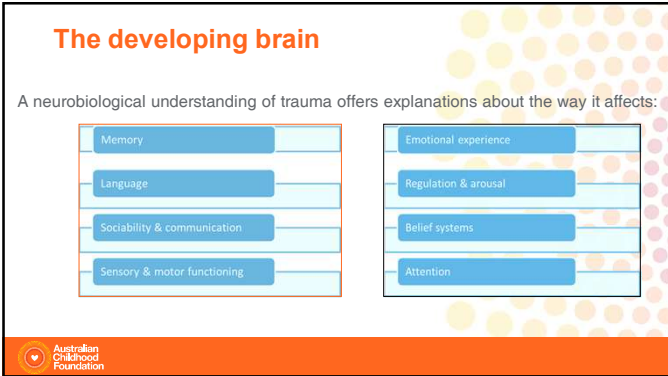 The developing brain
A neurobiological understanding of trauma offers explanations about the way it affects:
Memory
Language
Sociability & communication
Sensory & motor functioning
Emotional experience
Regulation & arousal
Belief systems
Attention
Australian
Childhood
Foundation